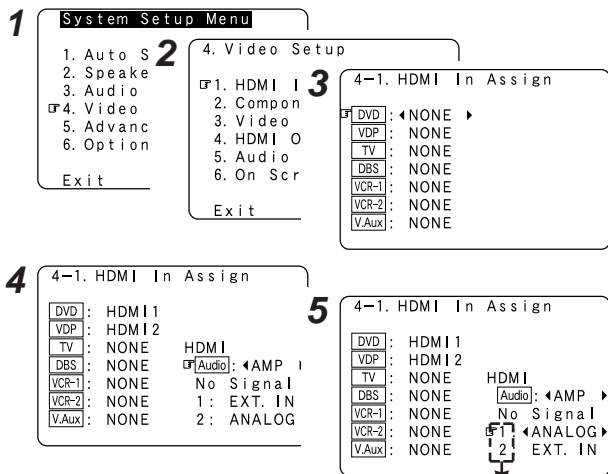 1
System Setup Menu
1. Auto S
2. Speake
3. Audio
☞4. Video
5. Advanc
6. Option
Exit
2
4. Video Setup
☞1. HDMI I
2. Compon
3. Video
4. HDMI O
5. Audio
6. On Scr
Exit
3
4-1. HDMI In Assign
☞DVD : ◀NONE ▶
VDP : NONE
TV : NONE
DBS : NONE
VCR-1 : NONE
VCR-2 : NONE
V.Aux : NONE
4
4-1. HDMI In Assign
DVD : HDMI1
VDP : HDMI2
TV : NONE HDMI
DBS : NONE ☞Audio : ◀AMP
VCR-1 : NONE No Signal
VCR-2 : NONE 1: EXT. IN
V.Aux : NONE 2: ANALOG
5
4-1. HDMI In Assign
DVD : HDMI1
VDP : HDMI2
TV : NONE HDMI
DBS : NONE Audio : ◀AMP ▶
VCR-1 : NONE No Signal
VCR-2 : NONE ☞1 ◀ANALOG▶
V.Aux : NONE 2 EXT. IN